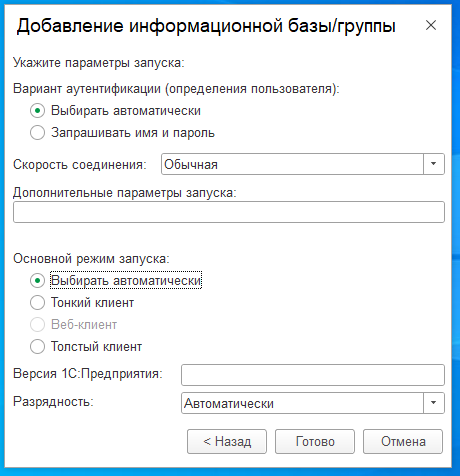 Добавление информационной базы/группы
Укажите параметры запуска:
Вариант аутентификации (определения пользователя):
Выбирать автоматически
Запрашивать имя и пароль
Скорость соединения: Обычная
Дополнительные параметры запуска:
Основной режим запуска:
Выбирать автоматически
Тонкий клиент
Веб-клиент
Толстый клиент
Версия 1С:Предприятия:
Разрядность: Автоматически
< Назад Готово Отмена